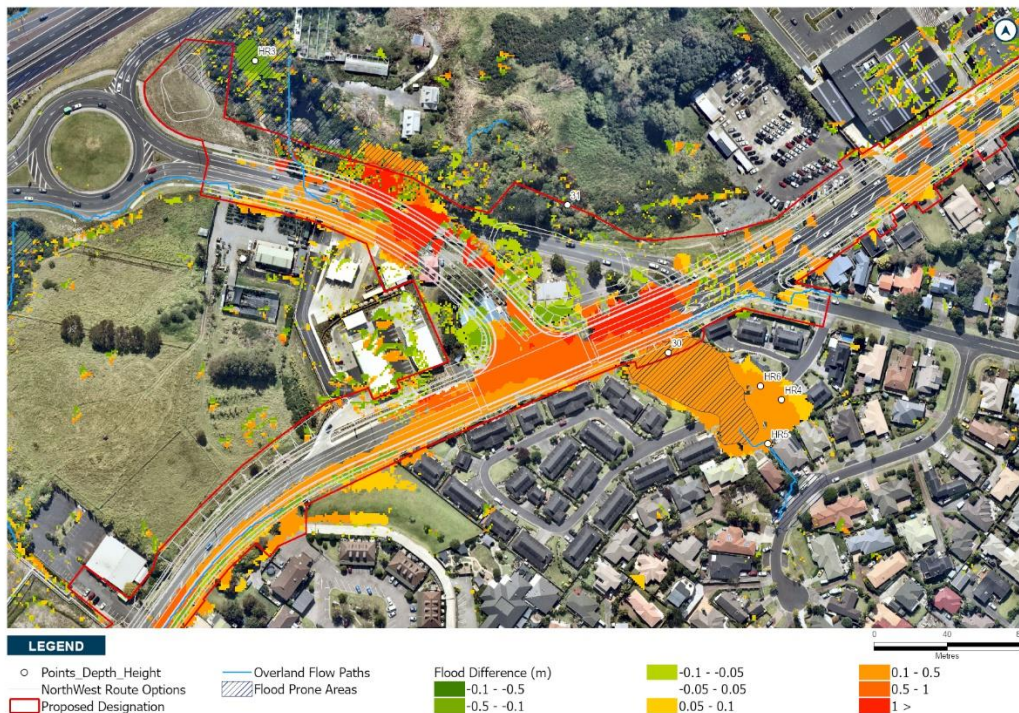 HR3
31
30
HR6
HR4
HR5
LEGEND
0 40 8
Metres
Points_Depth_Height
NorthWest Route Options
Proposed Designation
Overland Flow Paths
Flood Prone Areas
Flood Difference (m)
-0.1 - -0.5
-0.5 - -0.1
-0.1 - -0.05
-0.05 - 0.05
0.05 - 0.1
0.1 - 0.5
0.5 - 1
1 >